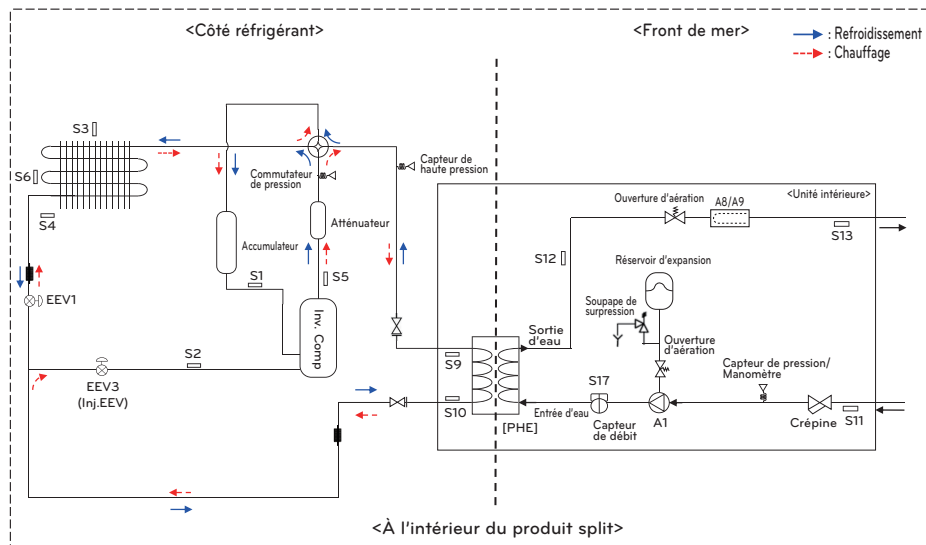 <Côté réfrigérant>
<Front de mer>
: Refroidissement
: Chauffage
S3
S6
S4
Commutateur
de pression
Capteur de
haute pression
Atténuateur
Accumulateur
S1
S5
Inv. Comp
EEV1
S2
EEV3
(Inj.EEV)
<Unité intérieure>
Ouverture d'aération
A8/A9
S13
S12
Réservoir d'expansion
Soupape de
surpression
Sortie
d'eau
Ouverture
d'aération
Capteur de pression/
Manomètre
S9
S10
S17
Entrée d'eau
[PHE]
Capteur
de débit
A1
Crépine
S11
<À l'intérieur du produit split>